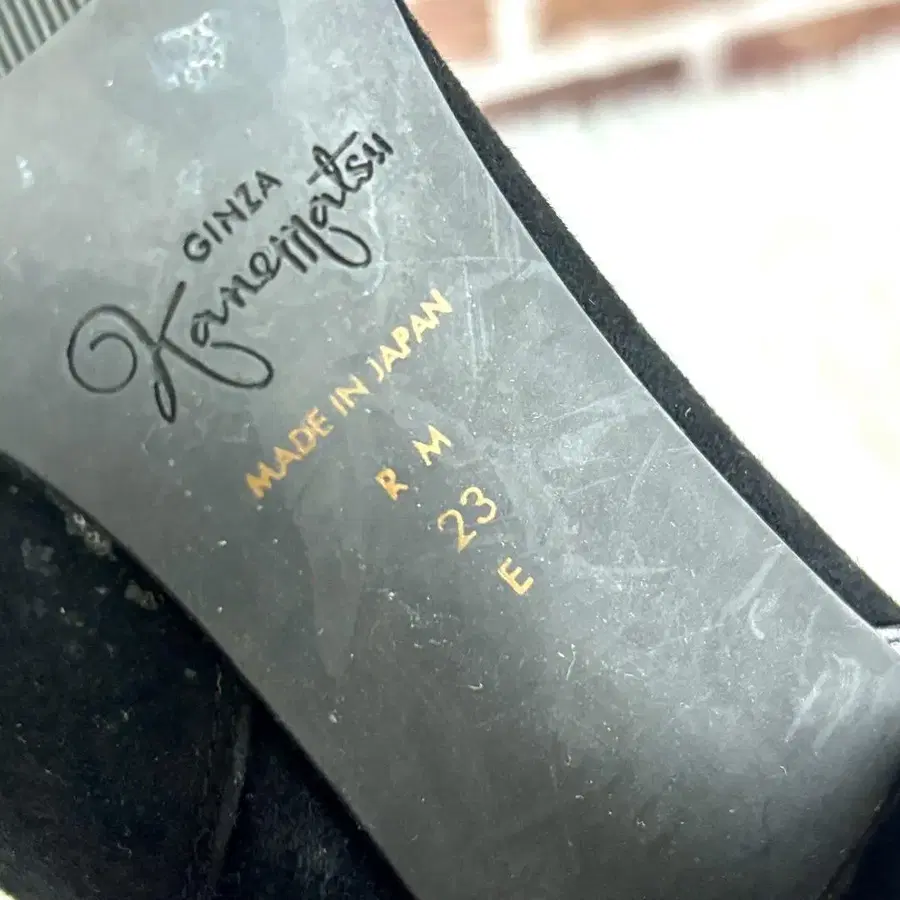 GINZA
Kanematsu
MADE IN JAPAN
R M
23
E